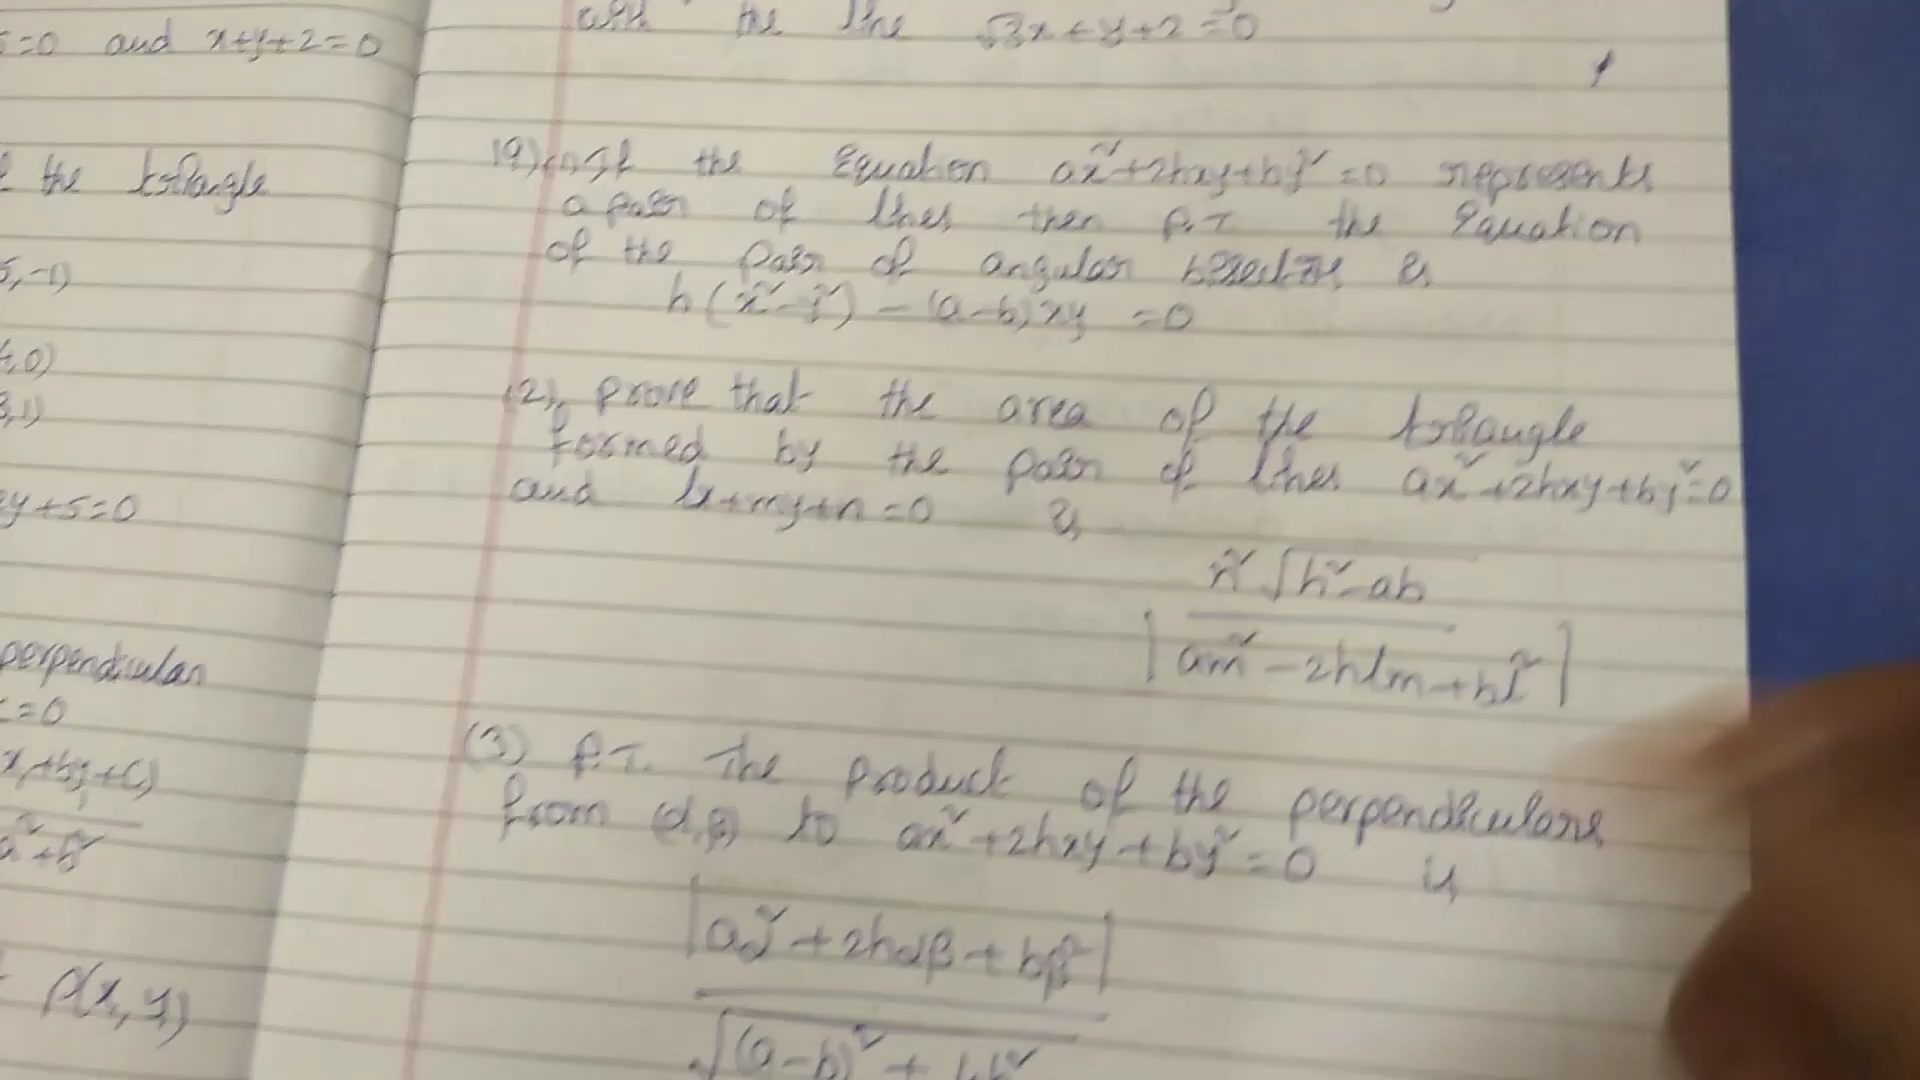 5=0 and x+y+2=0
the triangle
5,-1)
4,0)
3,1)
y+5=0
perpendicular
=0
P(x, y)
with the line √3x+y+2=0
19) (1) If the Equation ax²+2hxy+by²=0 represents
a pair of lines then P.T. the Equation
of the pair of angular bisectors is
h(x²-y²) - (a-b)xy =0
(2), prove that the area of the triangle
formed by the pair of lines ax²+2hxy+by²=0
and lx+my+n=0 is
n²√h²-ab
|am²-2hlm+bl²|
(3) P.T. The product of the perpendiculars
from (α,β) to ax²+2hxy+by²=0 is
|aα²+2hαβ+bβ²|
√(a-b)²+4h²